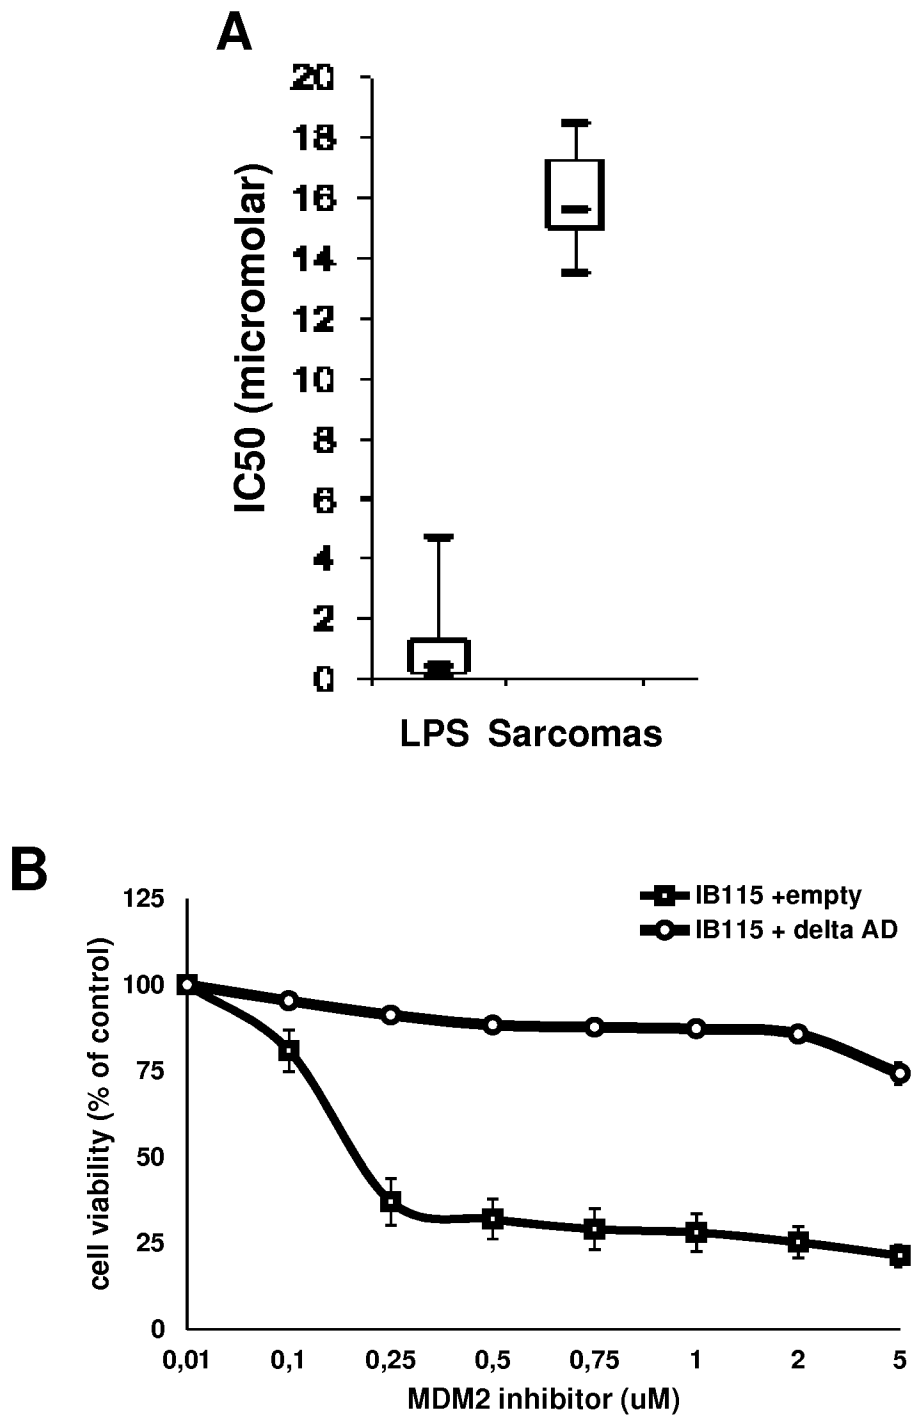 A
20
18
16
14
12
10
8
6
4
2
0
IC50 (micromolar)
LPS Sarcomas
B
IB115 +empty
IB115 + delta AD
125
100
75
50
25
0
cell viability (% of control)
0,01 0,1 0,25 0,5 0,75 1 2 5
MDM2 inhibitor (uM)